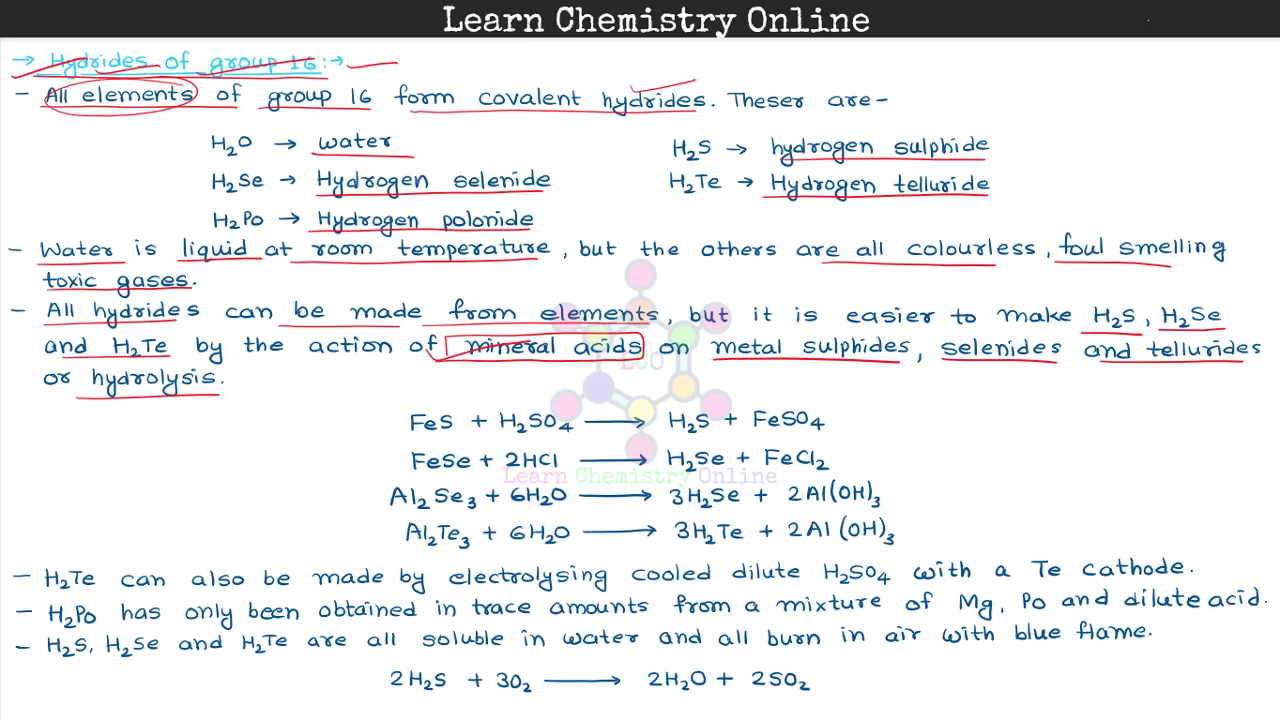 Learn Chemistry Online
→ Hydrides of group 16:→
- All elements of group 16 form covalent hydrides. Theser are-
H₂O → water
H₂S → hydrogen sulphide
H₂Se → Hydrogen selenide
H₂Te → Hydrogen telluride
H₂Po → Hydrogen polonide
- Water is liquid at room temperature, but the others are all colourless, foul smelling
toxic gases.
- All hydrides can be made from elements, but it is easier to make H₂S, H₂Se
and H₂Te by the action of mineral acids on metal sulphides, selenides and tellurides
or hydrolysis.
LCO
FeS + H₂SO₄ → H₂S + FeSO₄
FeSe + 2HCl → H₂Se + FeCl₂
Learn Chemistry Online
Al₂Se₃ + 6H₂O → 3H₂Se + 2Al(OH)₃
Al₂Te₃ + 6H₂O → 3H₂Te + 2Al(OH)₃
- H₂Te can also be made by electrolysing cooled dilute H₂SO₄ with a Te cathode.
- H₂Po has only been obtained in trace amounts from a mixture of Mg, Po and dilute acid.
- H₂S, H₂Se and H₂Te are all soluble in water and all burn in air with blue flame.
2H₂S + 3O₂ → 2H₂O + 2SO₂